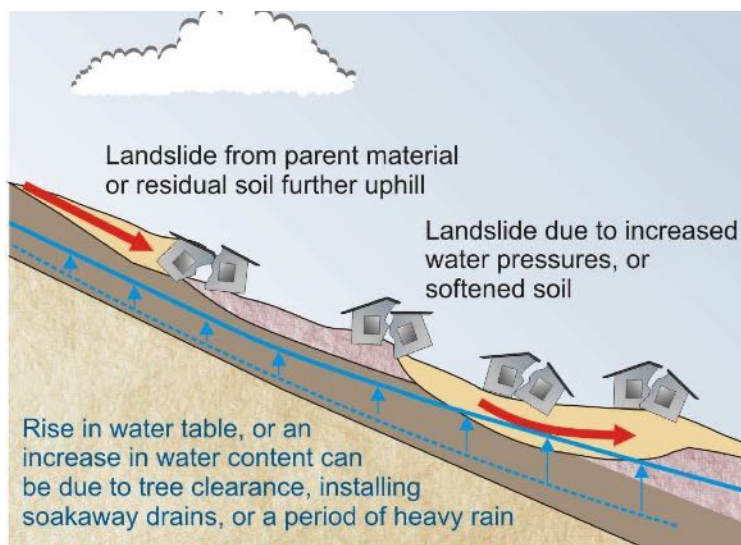 Landslide from parent material
or residual soil further uphill
Landslide due to increased
water pressures, or
softened soil
Rise in water table, or an
increase in water content can
be due to tree clearance, installing
soakaway drains, or a period of heavy rain